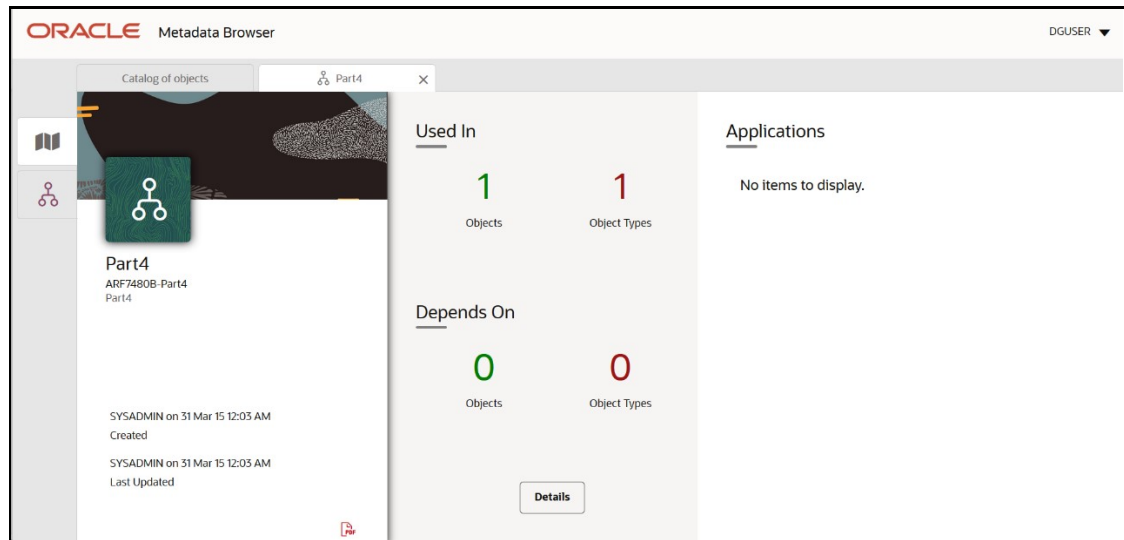 ORACLE Metadata Browser
DGUSER
Catalog of objects
Part4
Part4
ARF7480B-Part4
Part4
SYSADMIN on 31 Mar 15 12:03 AM
Created
SYSADMIN on 31 Mar 15 12:03 AM
Last Updated
PDF
Used In
1 1
Objects Object Types
Depends On
0 0
Objects Object Types
Details
Applications
No items to display.